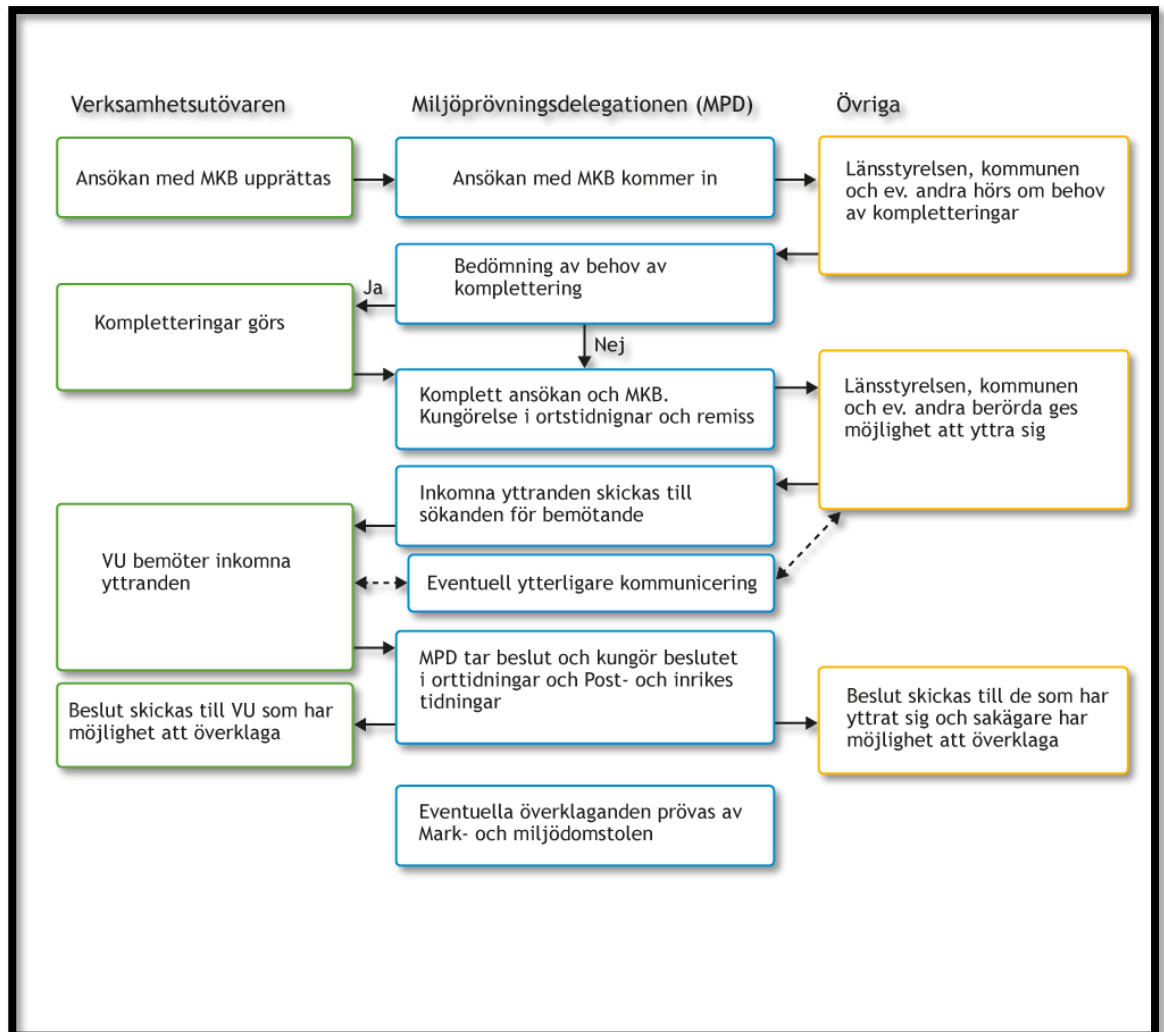 Verksamhetsutövaren
Miljöprövningsdelegationen (MPD)
Övriga
Ansökan med MKB upprättas
Ansökan med MKB kommer in
Länsstyrelsen, kommunen
och ev. andra hörs om behov
av kompletteringar
Bedömning av behov av
komplettering
Ja
Kompletteringar görs
Nej
Komplett ansökan och MKB.
Kungörelse i ortstidnignar och remiss
Länsstyrelsen, kommunen
och ev. andra berörda ges
möjlighet att yttra sig
Inkomna yttranden skickas till
sökanden för bemötande
VU bemöter inkomna
yttranden
Eventuell ytterligare kommunicering
MPD tar beslut och kungör beslutet
i orttidningar och Post- och inrikes
tidningar
Beslut skickas till VU som har
möjlighet att överklaga
Beslut skickas till de som har
yttrat sig och sakägare har
möjlighet att överklaga
Eventuella överklaganden prövas av
Mark- och miljödomstolen